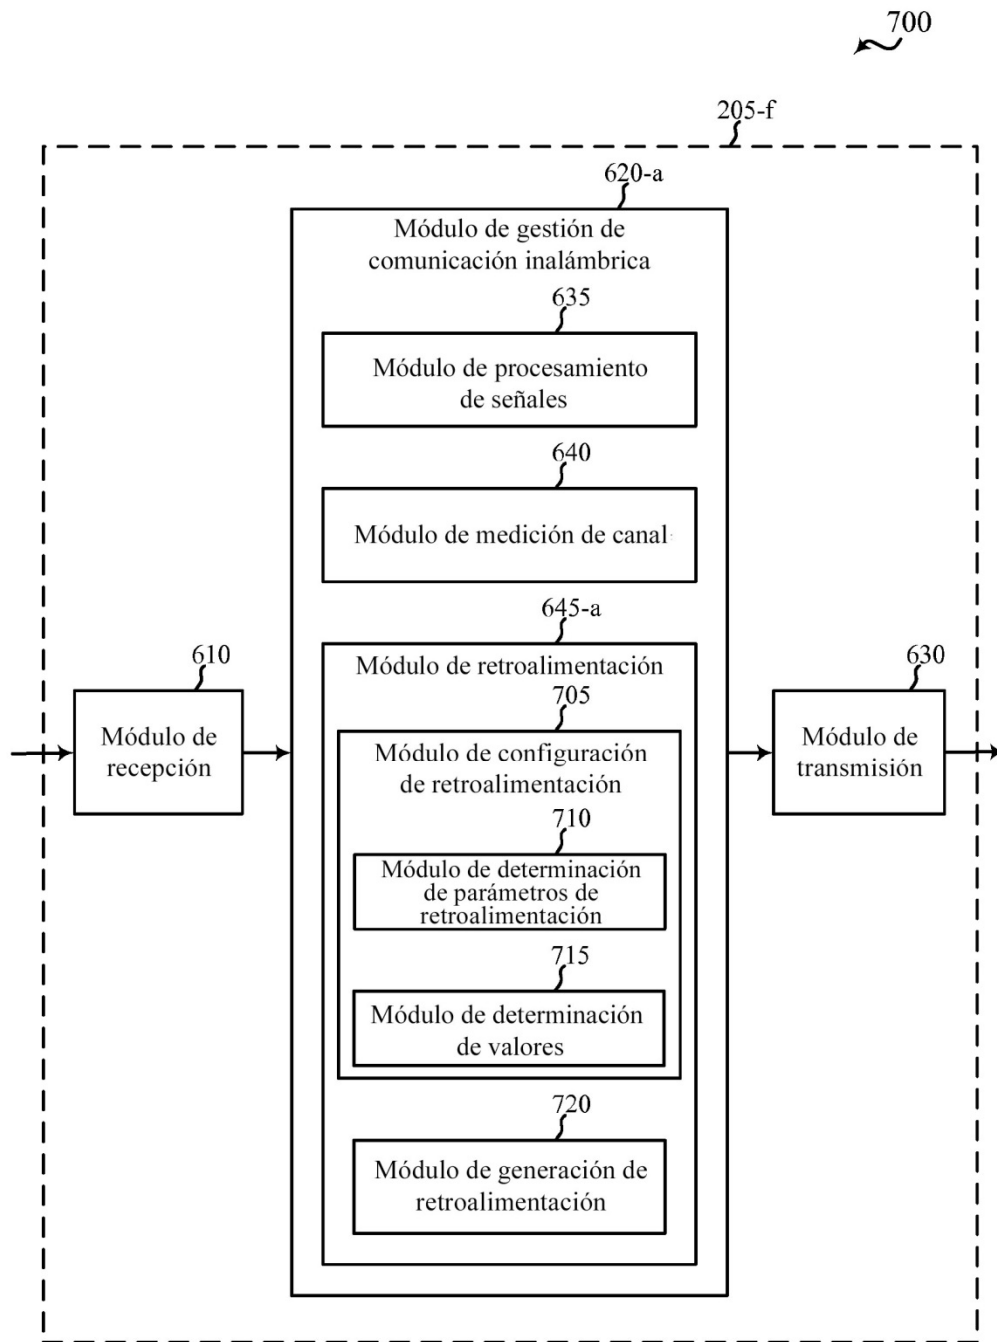 700
205-f
620-a
Módulo de gestión de
comunicación inalámbrica
635
Módulo de procesamiento
de señales
640
Módulo de medición de canal
645-a
Módulo de retroalimentación
610
Módulo de
recepción
630
Módulo de
transmisión
705
Módulo de configuración
de retroalimentación
710
Módulo de determinación
de parámetros de
retroalimentación
715
Módulo de determinación
de valores
720
Módulo de generación de
retroalimentación